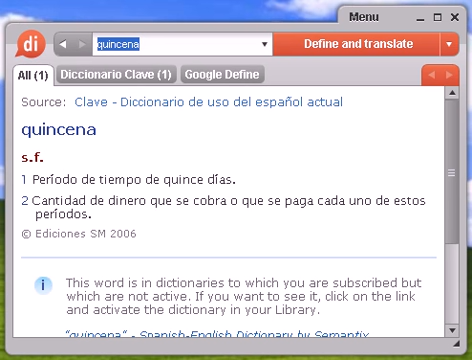 Menu
di
quincena
Define and translate
All (1)
Diccionario Clave (1)
Google Define
Source: Clave - Diccionario de uso del español actual
quincena
s.f.
1 Período de tiempo de quince días.
2 Cantidad de dinero que se cobra o que se paga cada uno de estos
períodos.
© Ediciones SM 2006
i
This word is in dictionaries to which you are subscribed but
which are not active. If you want to see it, click on the link
and activate the dictionary in your Library.
"quincena" - Spanish-English Dictionary by Semantix